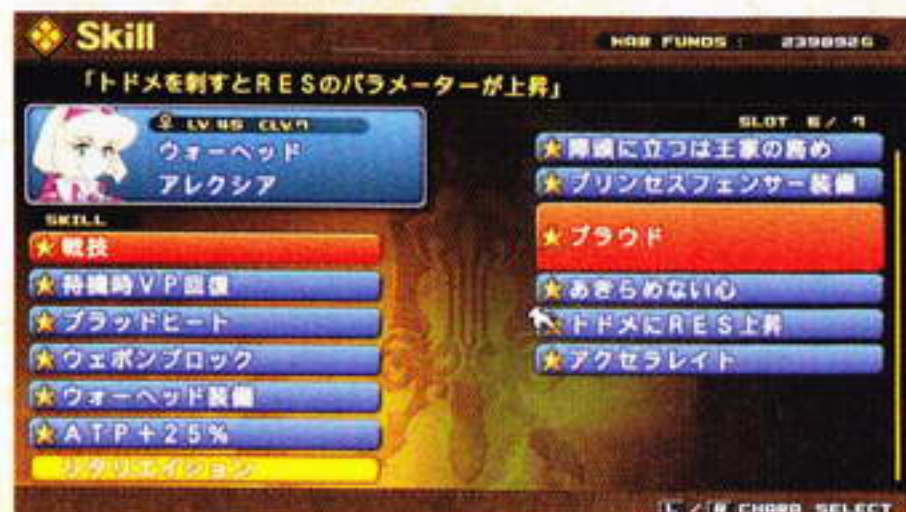 Skill
WAR FUNDS : 2398926
「トドメを刺すとRESのパラメーターが上昇」
♀ LV.45 CLV.7
ウォーヘッド
アレクシア
SKILL
戦技
待機時VP回復
ブラッドヒート
ウェポンブロック
ウォーヘッド装備
ATP+25%
リタリエイション
SLOT 6/7
陣頭に立つは王家の務め
プリンセスフェンサー装備
プラウド
あきらめない心
トドメにRES上昇
アクセラレイト
L/R CHARA SELECT